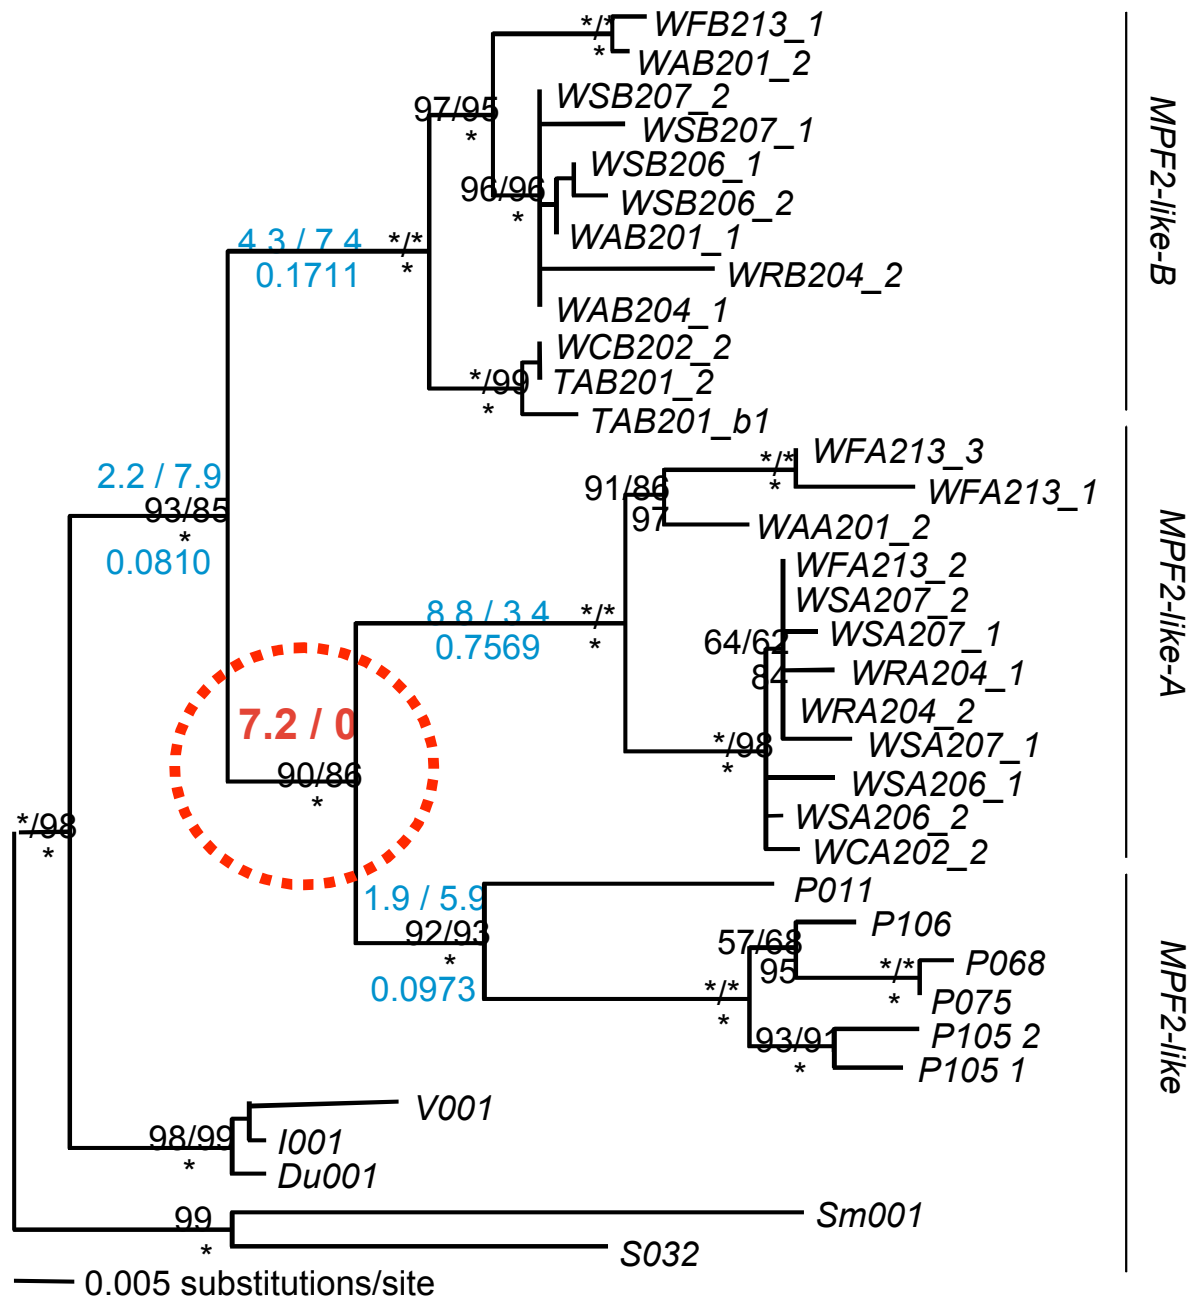 */*
WFB213_1
*
WAB201_2
WSB207_2
97/95
*
WSB207_1
WSB206_1
96/96
*
WSB206_2
WAB201_1
4.3 / 7.4
*/*
0.1711
*
WRB204_2
WAB204_1
WCB202_2
*/99
TAB201_2
*
TAB201_b1
MPF2-like-B
WFA213_3
*/*
*
2.2 / 7.9
91/86
WFA213_1
93/85
97
WAA201_2
*
0.0810
WFA213_2
WSA207_2
8.8 / 3.4
*/*
WSA207_1
0.7569
*
64/62
84
WRA204_1
7.2 / 0
WRA204_2
*/98
WSA207_1
*
90/86
*
WSA206_1
WSA206_2
*/98
*
WCA202_2
MPF2-like-A
1.9 / 5.9
P011
92/93
*
57/68
P106
95
*/*
P068
0.0973
*/*
*
P075
*
93/91
P105 2
*
P105 1
V001
98/99
I001
*
Du001
99
Sm001
*
S032
MPF2-like
0.005 substitutions/site